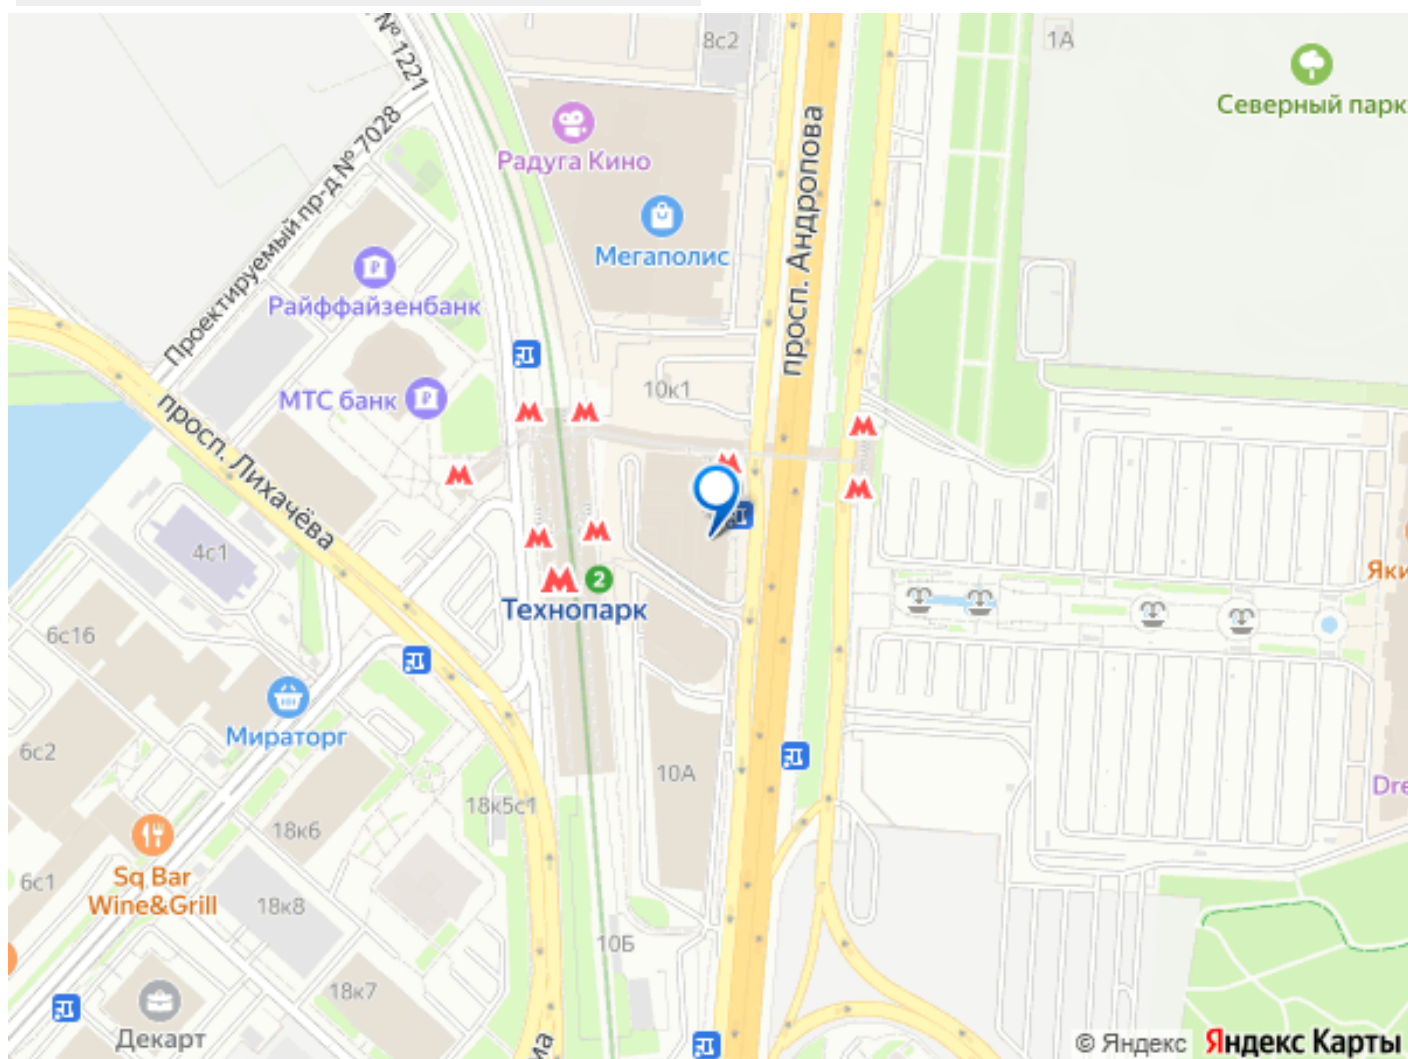 № 1221
8с2
1А
Северный парк
Радуга Кино
просп. Андропова
Проектируемый пр-д № 7028
Мегаполис
Райффайзенбанк
10к1
МТС банк
просп. Лихачёва
4с1
2
Технопарк
Яки
6с16
Мираторг
6с2
10А
Dre
18к5с1
18к6
Sq Bar
Wine&Grill
6с1
18к8
10Б
18к7
Декарт
ма
© Яндекс
Яндекс Карты